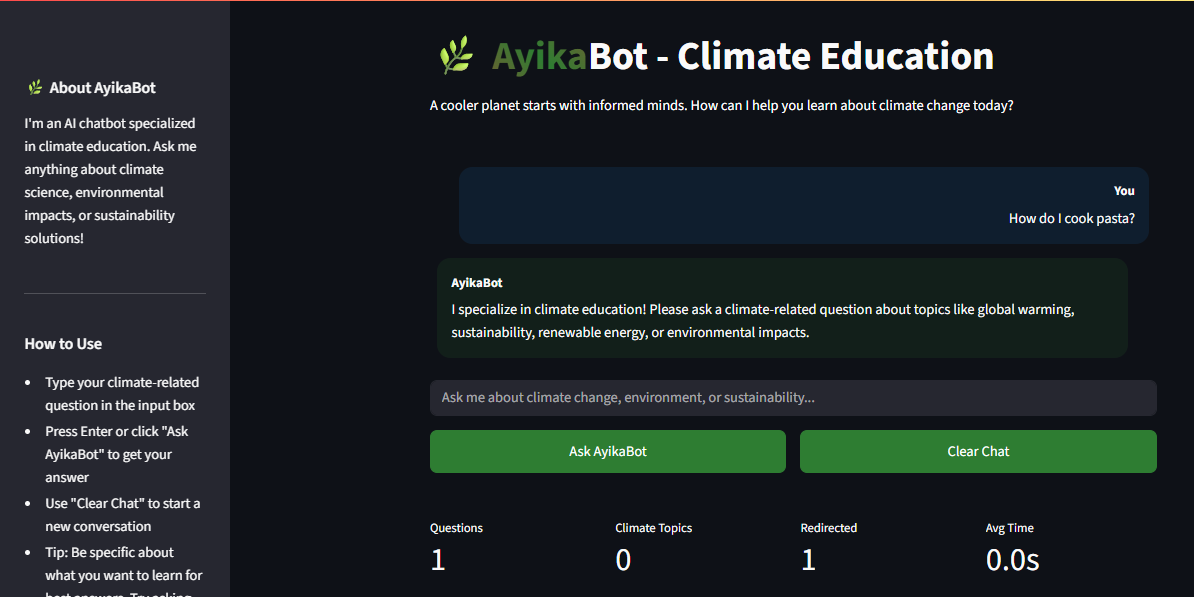 About AyikaBot
I'm an AI chatbot specialized
in climate education. Ask me
anything about climate
science, environmental
impacts, or sustainability
solutions!
How to Use
• Type your climate-related
question in the input box
• Press Enter or click "Ask
AyikaBot" to get your
answer
• Use "Clear Chat" to start a
new conversation
• Tip: Be specific about
what you want to learn for
best answers. Try asking
AyikaBot - Climate Education
A cooler planet starts with informed minds. How can I help you learn about climate change today?
You
How do I cook pasta?
AyikaBot
I specialize in climate education! Please ask a climate-related question about topics like global warming,
sustainability, renewable energy, or environmental impacts.
Ask me about climate change, environment, or sustainability...
Ask AyikaBot
Clear Chat
Questions
1
Climate Topics
0
Redirected
1
Avg Time
0.0s